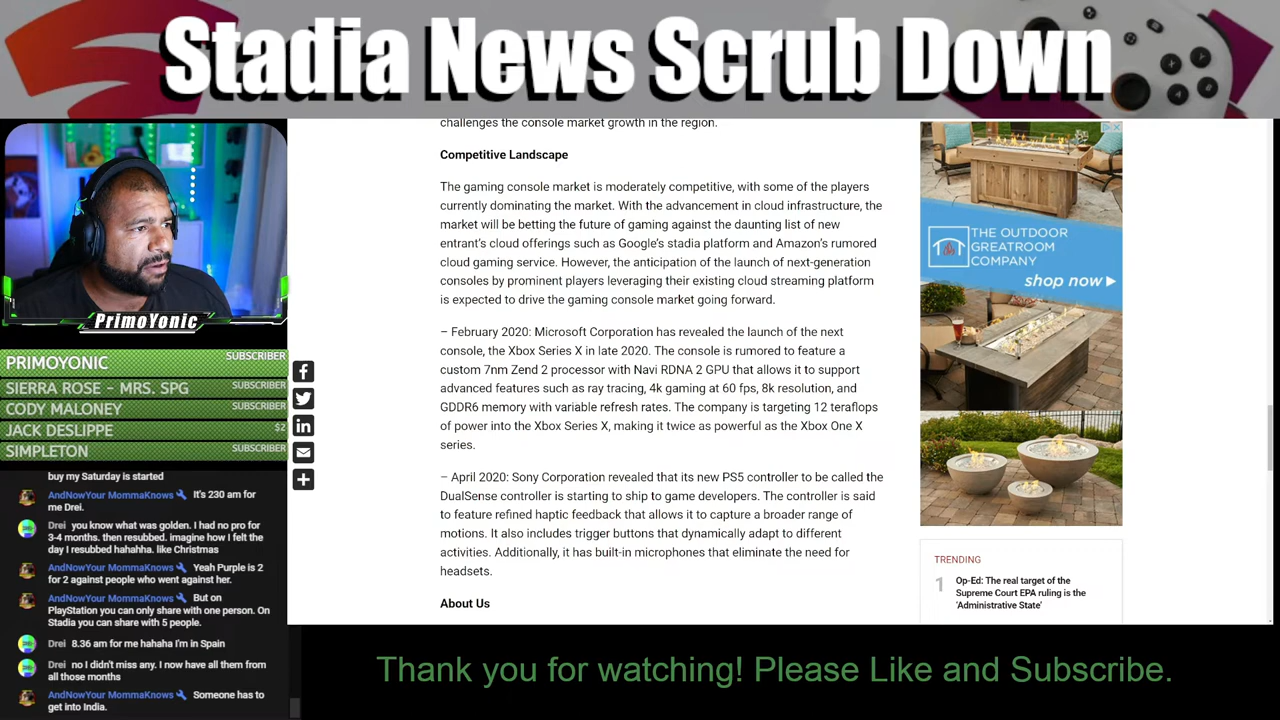 Stadia News Scrub Down
challenges the console market growth in the region.
Competitive Landscape
The gaming console market is moderately competitive, with some of the players
currently dominating the market. With the advancement in cloud infrastructure, the
market will be betting the future of gaming against the daunting list of new
entrant's cloud offerings such as Google's stadia platform and Amazon's rumored
cloud gaming service. However, the anticipation of the launch of next-generation
consoles by prominent players leveraging their existing cloud streaming platform
is expected to drive the gaming console market going forward.
– February 2020: Microsoft Corporation has revealed the launch of the next
console, the Xbox Series X in late 2020. The console is rumored to feature a
custom 7nm Zend 2 processor with Navi RDNA 2 GPU that allows it to support
advanced features such as ray tracing, 4k gaming at 60 fps, 8k resolution, and
GDDR6 memory with variable refresh rates. The company is targeting 12 teraflops
of power into the Xbox Series X, making it twice as powerful as the Xbox One X
series.
– April 2020: Sony Corporation revealed that its new PS5 controller to be called the
DualSense controller is starting to ship to game developers. The controller is said
to feature refined haptic feedback that allows it to capture a broader range of
motions. It also includes trigger buttons that dynamically adapt to different
activities. Additionally, it has built-in microphones that eliminate the need for
headsets.
About Us
THE OUTDOOR
GREATROOM
COMPANY
shop now
TRENDING
1 Op-Ed: The real target of the
Supreme Court EPA ruling is the
'Administrative State'
PrimoYonic
PRIMOYONIC SUBSCRIBER
SIERRA ROSE - MRS. SPG SUBSCRIBER
CODY MALONEY SUBSCRIBER
JACK DESLIPPE $2
SIMPLETON SUBSCRIBER
buy my Saturday is started
AndNowYour MommaKnows It's 230 am for
me Drei.
Drei you know what was golden. I had no pro for
3-4 months. then resubbed. imagine how I felt the
day I resubbed hahahha. like Christmas
AndNowYour MommaKnows Yeah Purple is 2
for 2 against people who went against her.
AndNowYour MommaKnows But on
PlayStation you can only share with one person. On
Stadia you can share with 5 people.
Drei 8.36 am for me hahaha I'm in Spain
Drei no I didn't miss any. I now have all them from
all those months
AndNowYour MommaKnows Someone has to
get into India.
Thank you for watching! Please Like and Subscribe.